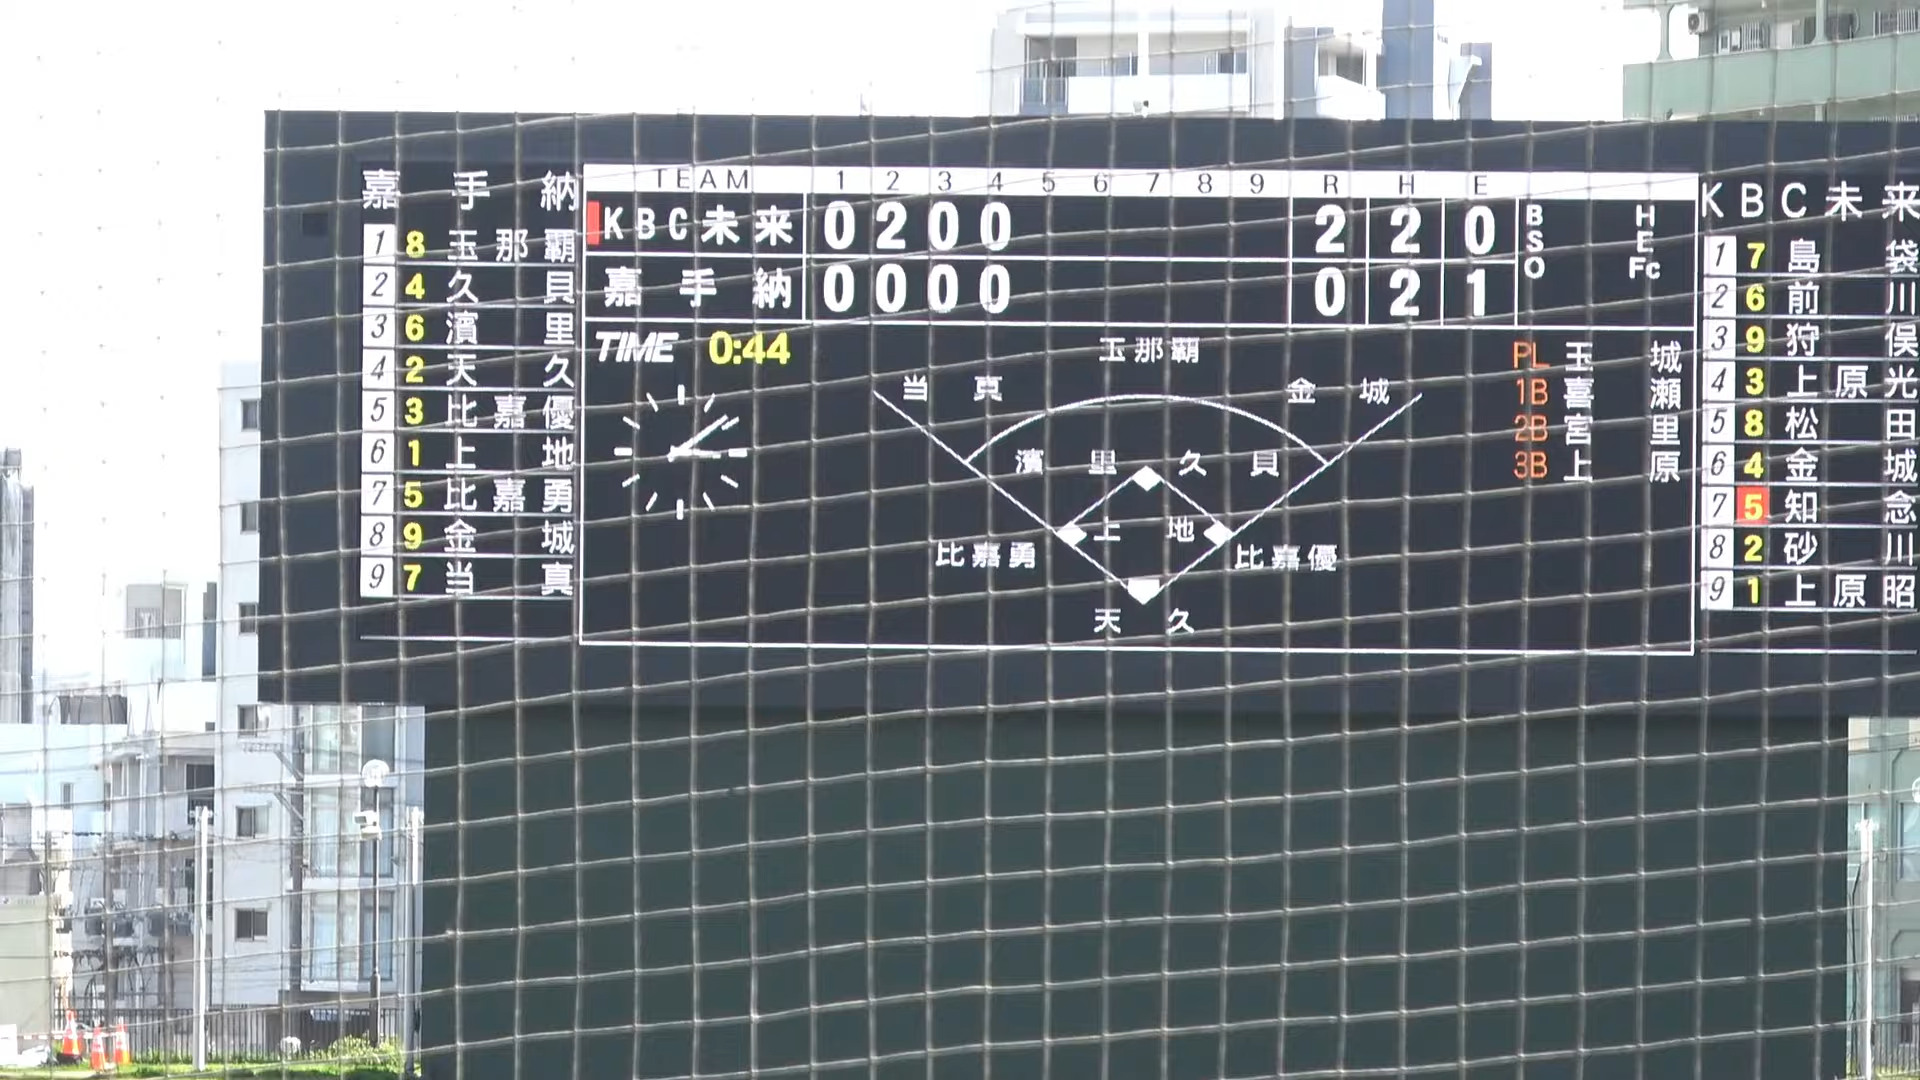 嘉手納
1 8 玉那覇
2 4 久貝
3 6 濱里
4 2 天久
5 3 比嘉優
6 1 上地
7 5 比嘉勇
8 9 金城
9 7 当真
TEAM 1 2 3 4 5 6 7 8 9 R H E
KBC未来 0 2 0 0 2 2 0
嘉手納 0 0 0 0 0 2 1
B H
S E
O Fc
TIME 0:44
玉那覇
当真 金城
濱里 久貝
上地
比嘉勇 比嘉優
天久
PL 玉城
1B 喜瀬
2B 宮里
3B 上原
KBC未来
1 7 島袋
2 6 前川
3 9 狩俣
4 3 上原光
5 8 松田
6 4 金城
7 5 知念
8 2 砂川
9 1 上原昭